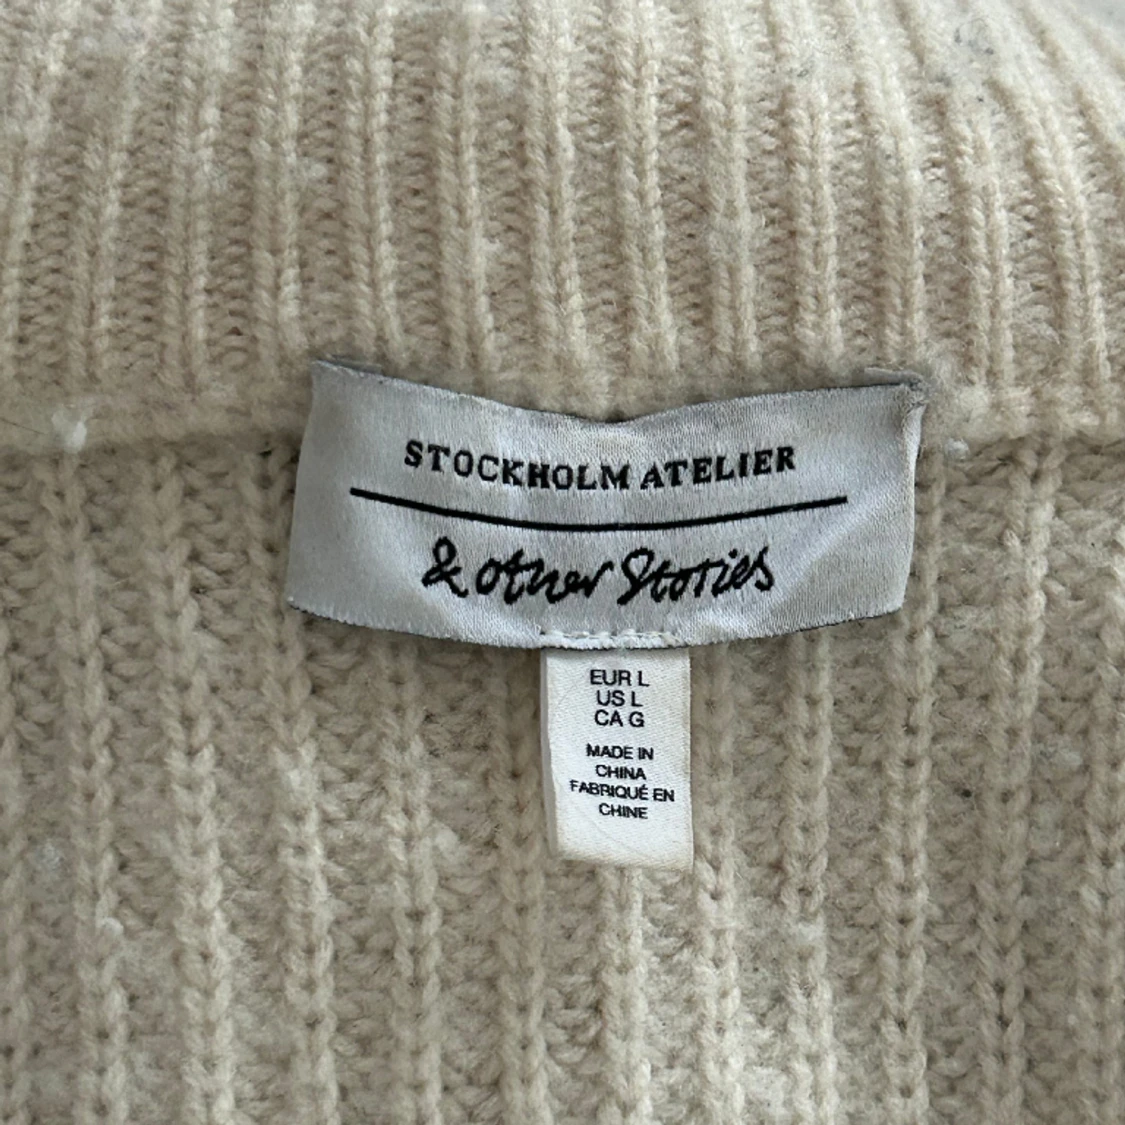 STOCKHOLM ATELIER
& other Stories
EUR L
US L
CA G
MADE IN
CHINA
FABRIQUÉ EN
CHINE